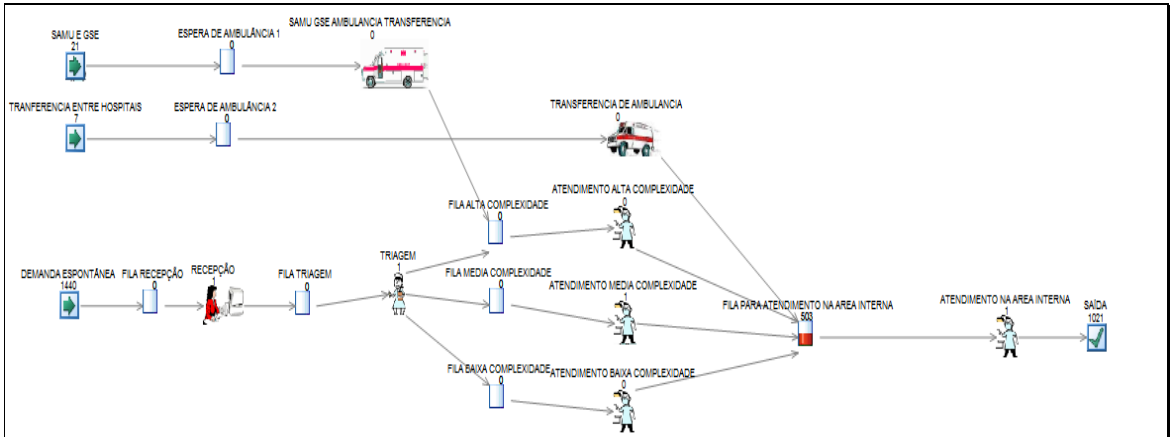 SAMU GSE AMBULANCIA TRANSFERENCIA
0
SAMU E GSE
21
ESPERA DE AMBULÂNCIA 1
0
TRANFERENCIA ENTRE HOSPITAIS
7
ESPERA DE AMBULÂNCIA 2
0
TRANSFERENCIA DE AMBULANCIA
0
ATENDIMENTO ALTA COMPLEXIDADE
0
FILA ALTA COMPLEXIDADE
0
DEMANDA ESPONTÂNEA
1440
FILA RECEPÇÃO
0
RECEPÇÃO
1
FILA TRIAGEM
0
TRIAGEM
1
FILA MEDIA COMPLEXIDADE
0
ATENDIMENTO MEDIA COMPLEXIDADE
1
FILA PARA ATENDIMENTO NA AREA INTERNA
503
ATENDIMENTO NA AREA INTERNA
1
SAÍDA
1021
FILA BAIXA COMPLEXIDADE
0
ATENDIMENTO BAIXA COMPLEXIDADE
0